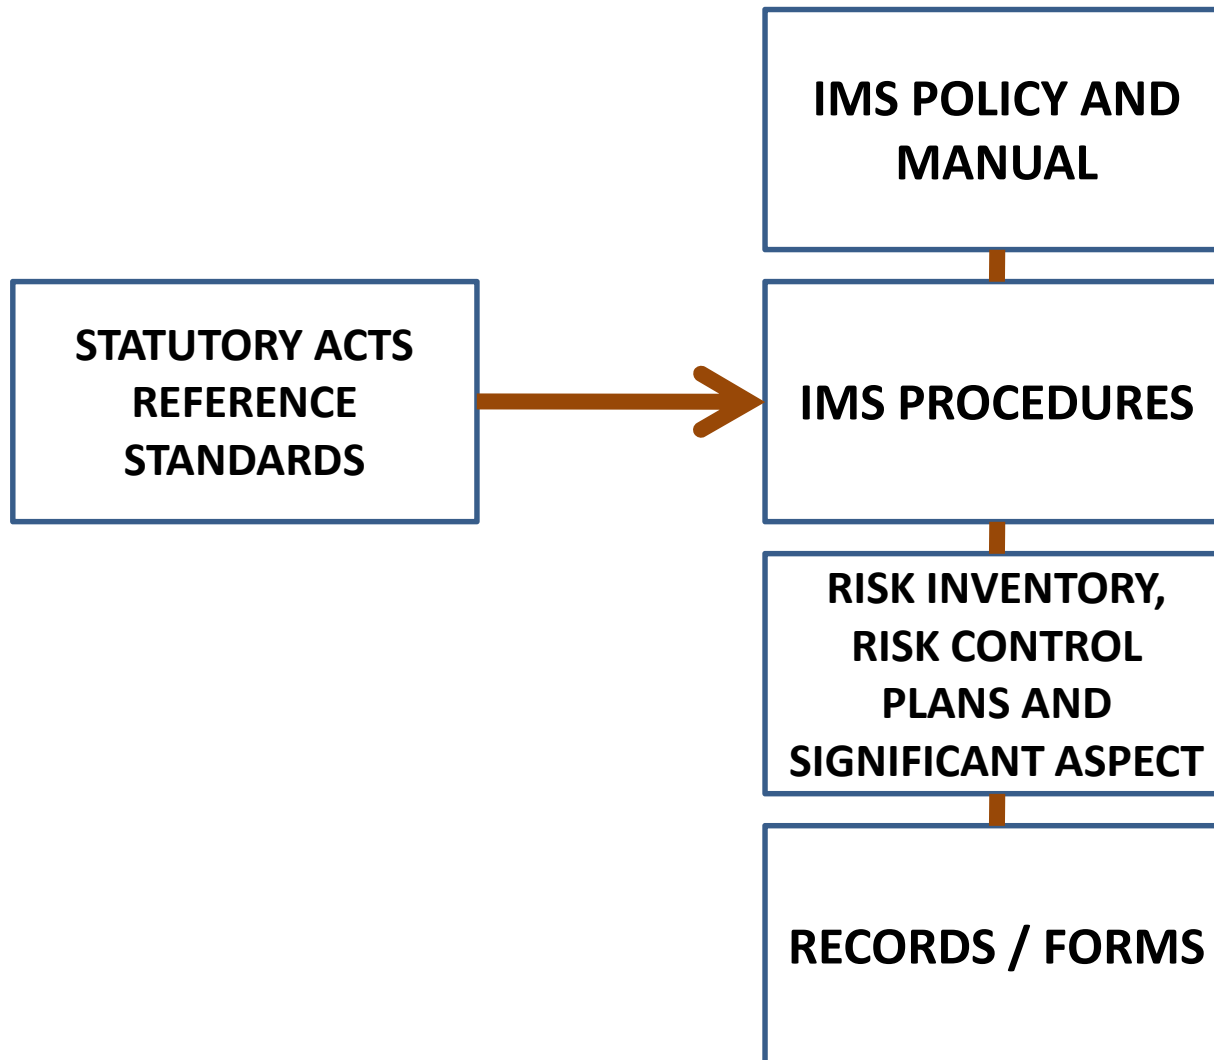 IMS POLICY AND
MANUAL
STATUTORY ACTS
REFERENCE
STANDARDS
IMS PROCEDURES
RISK INVENTORY,
RISK CONTROL
PLANS AND
SIGNIFICANT ASPECT
RECORDS / FORMS